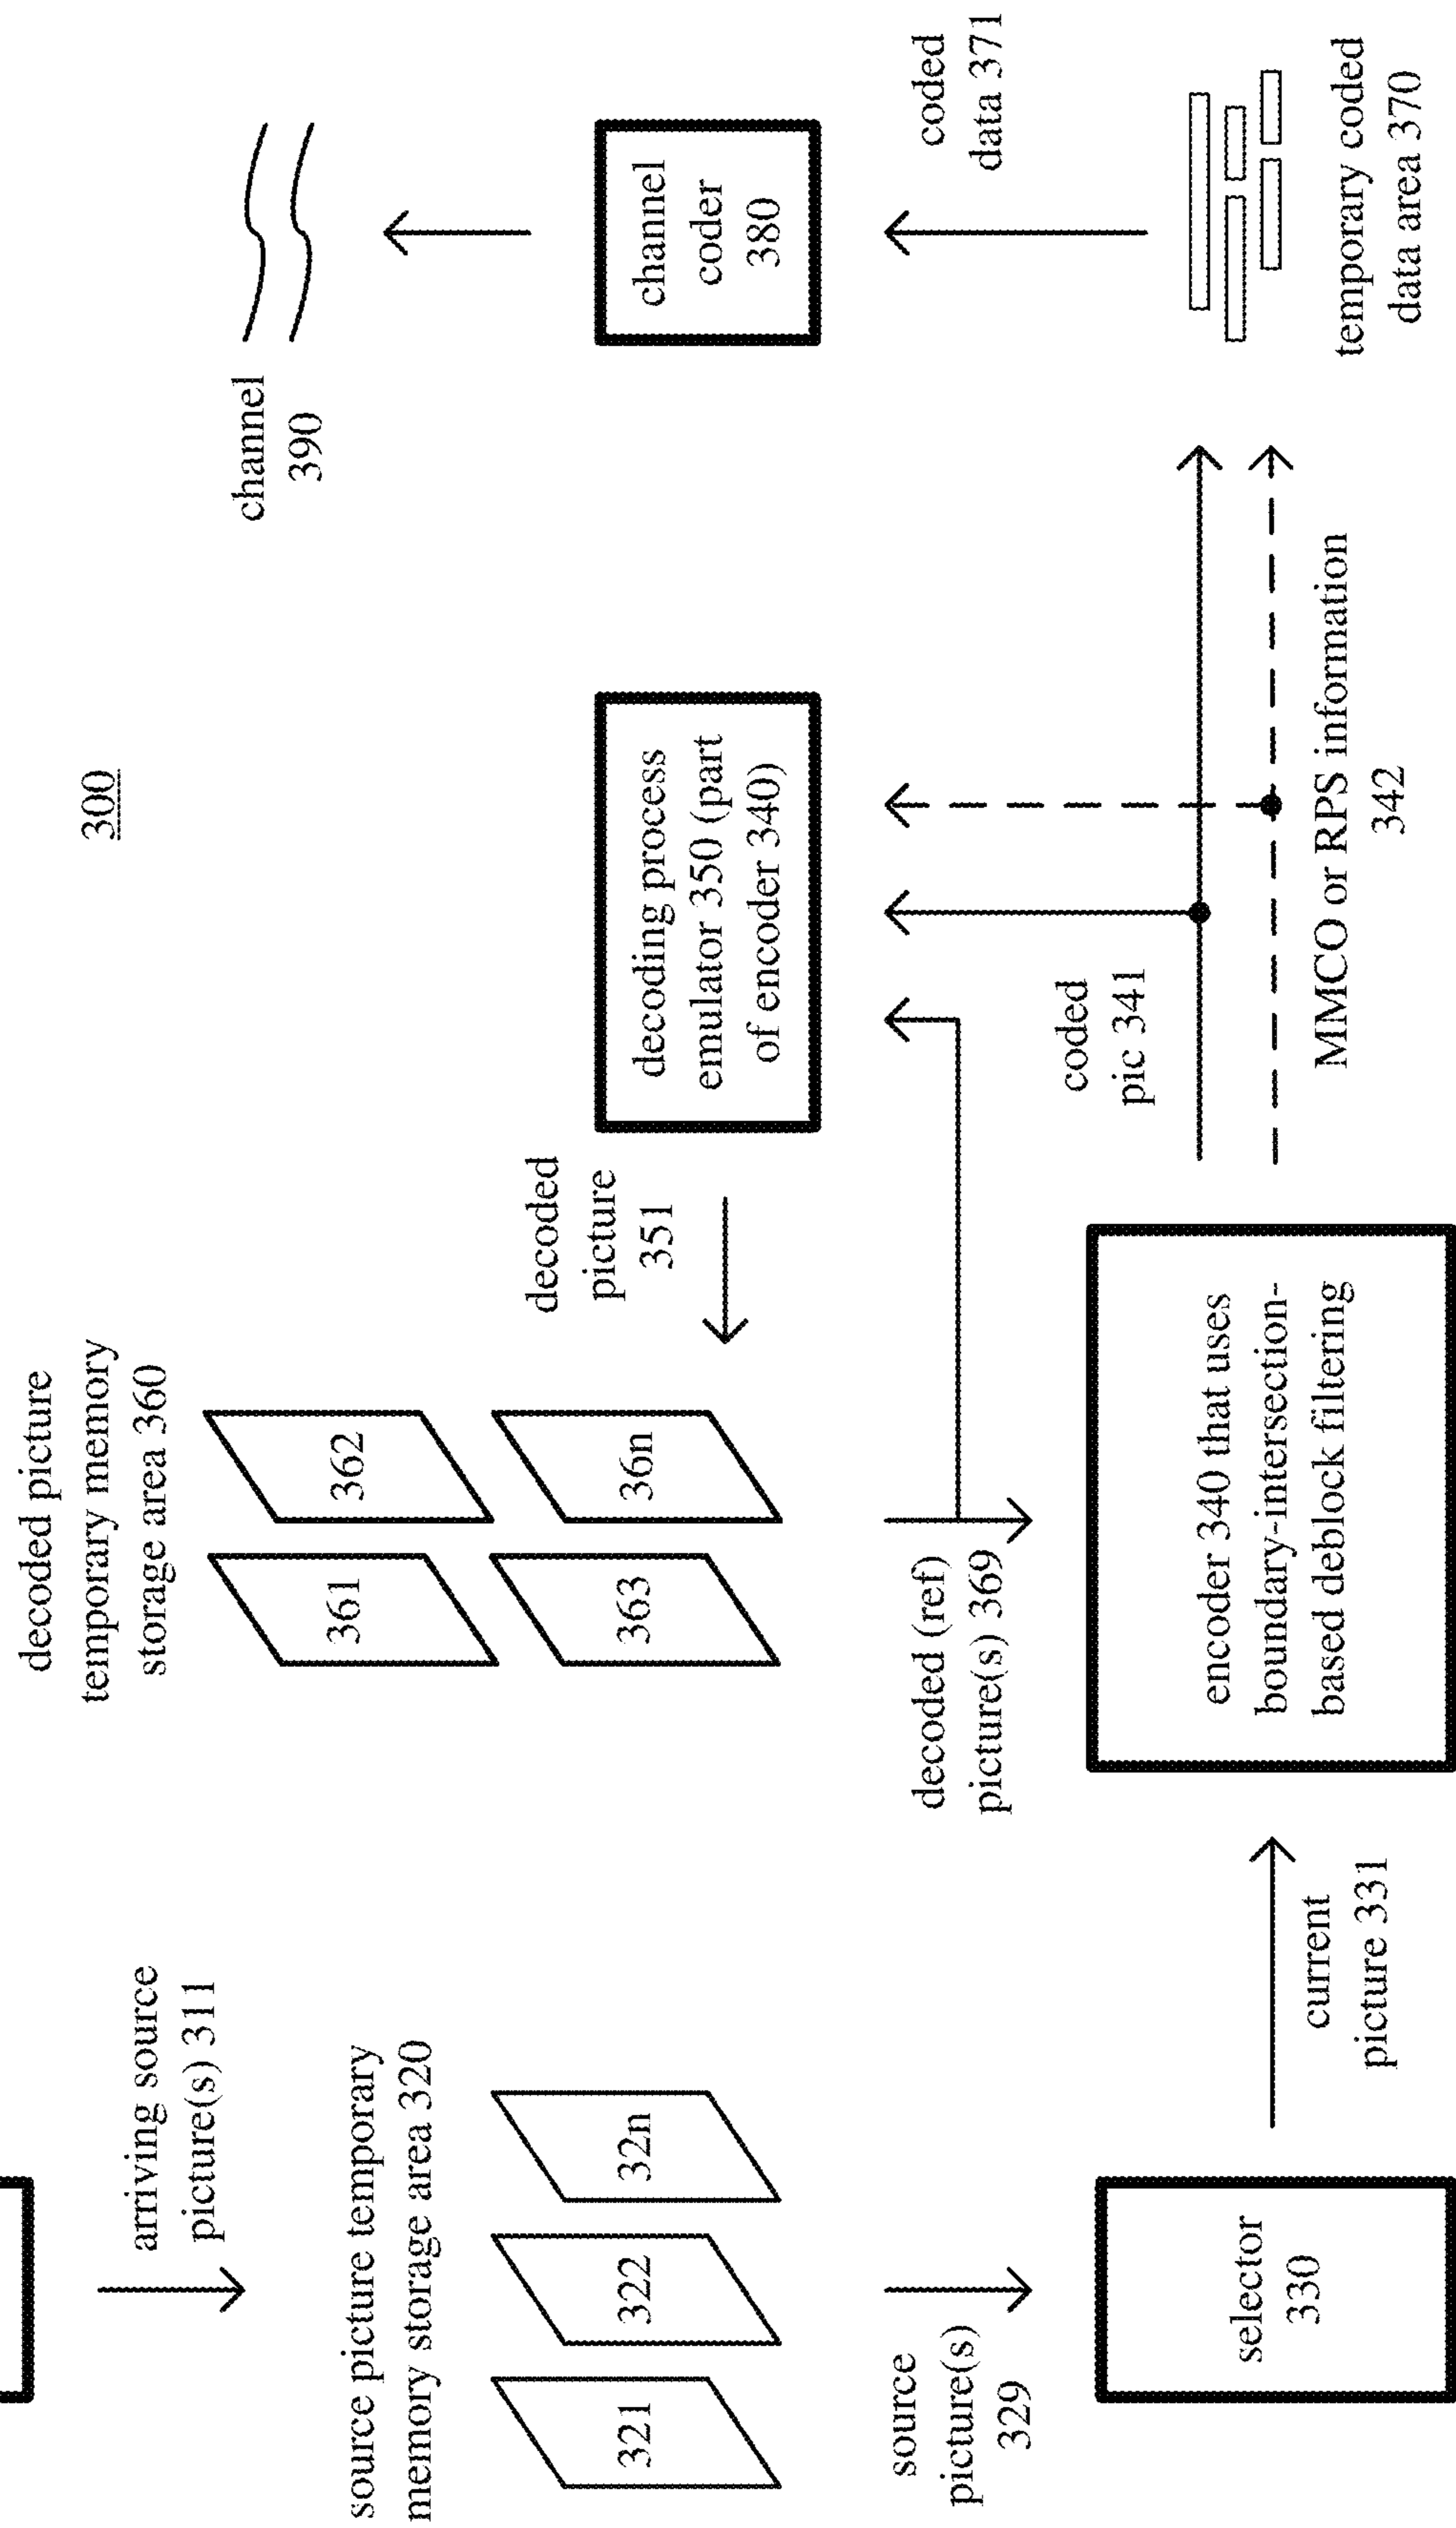 300
arriving source
picture(s) 311
source picture temporary
memory storage area 320
321
322
32n
source
picture(s)
329
selector
330
current
picture 331
decoded picture
temporary memory
storage area 360
361
362
363
36n
decoded
picture
351
decoded (ref)
picture(s) 369
encoder 340 that uses
boundary-intersection-
based deblock filtering
decoding process
emulator 350 (part
of encoder 340)
coded
pic 341
MMCO or RPS information
342
channel
390
channel
coder
380
coded
data 371
temporary coded
data area 370